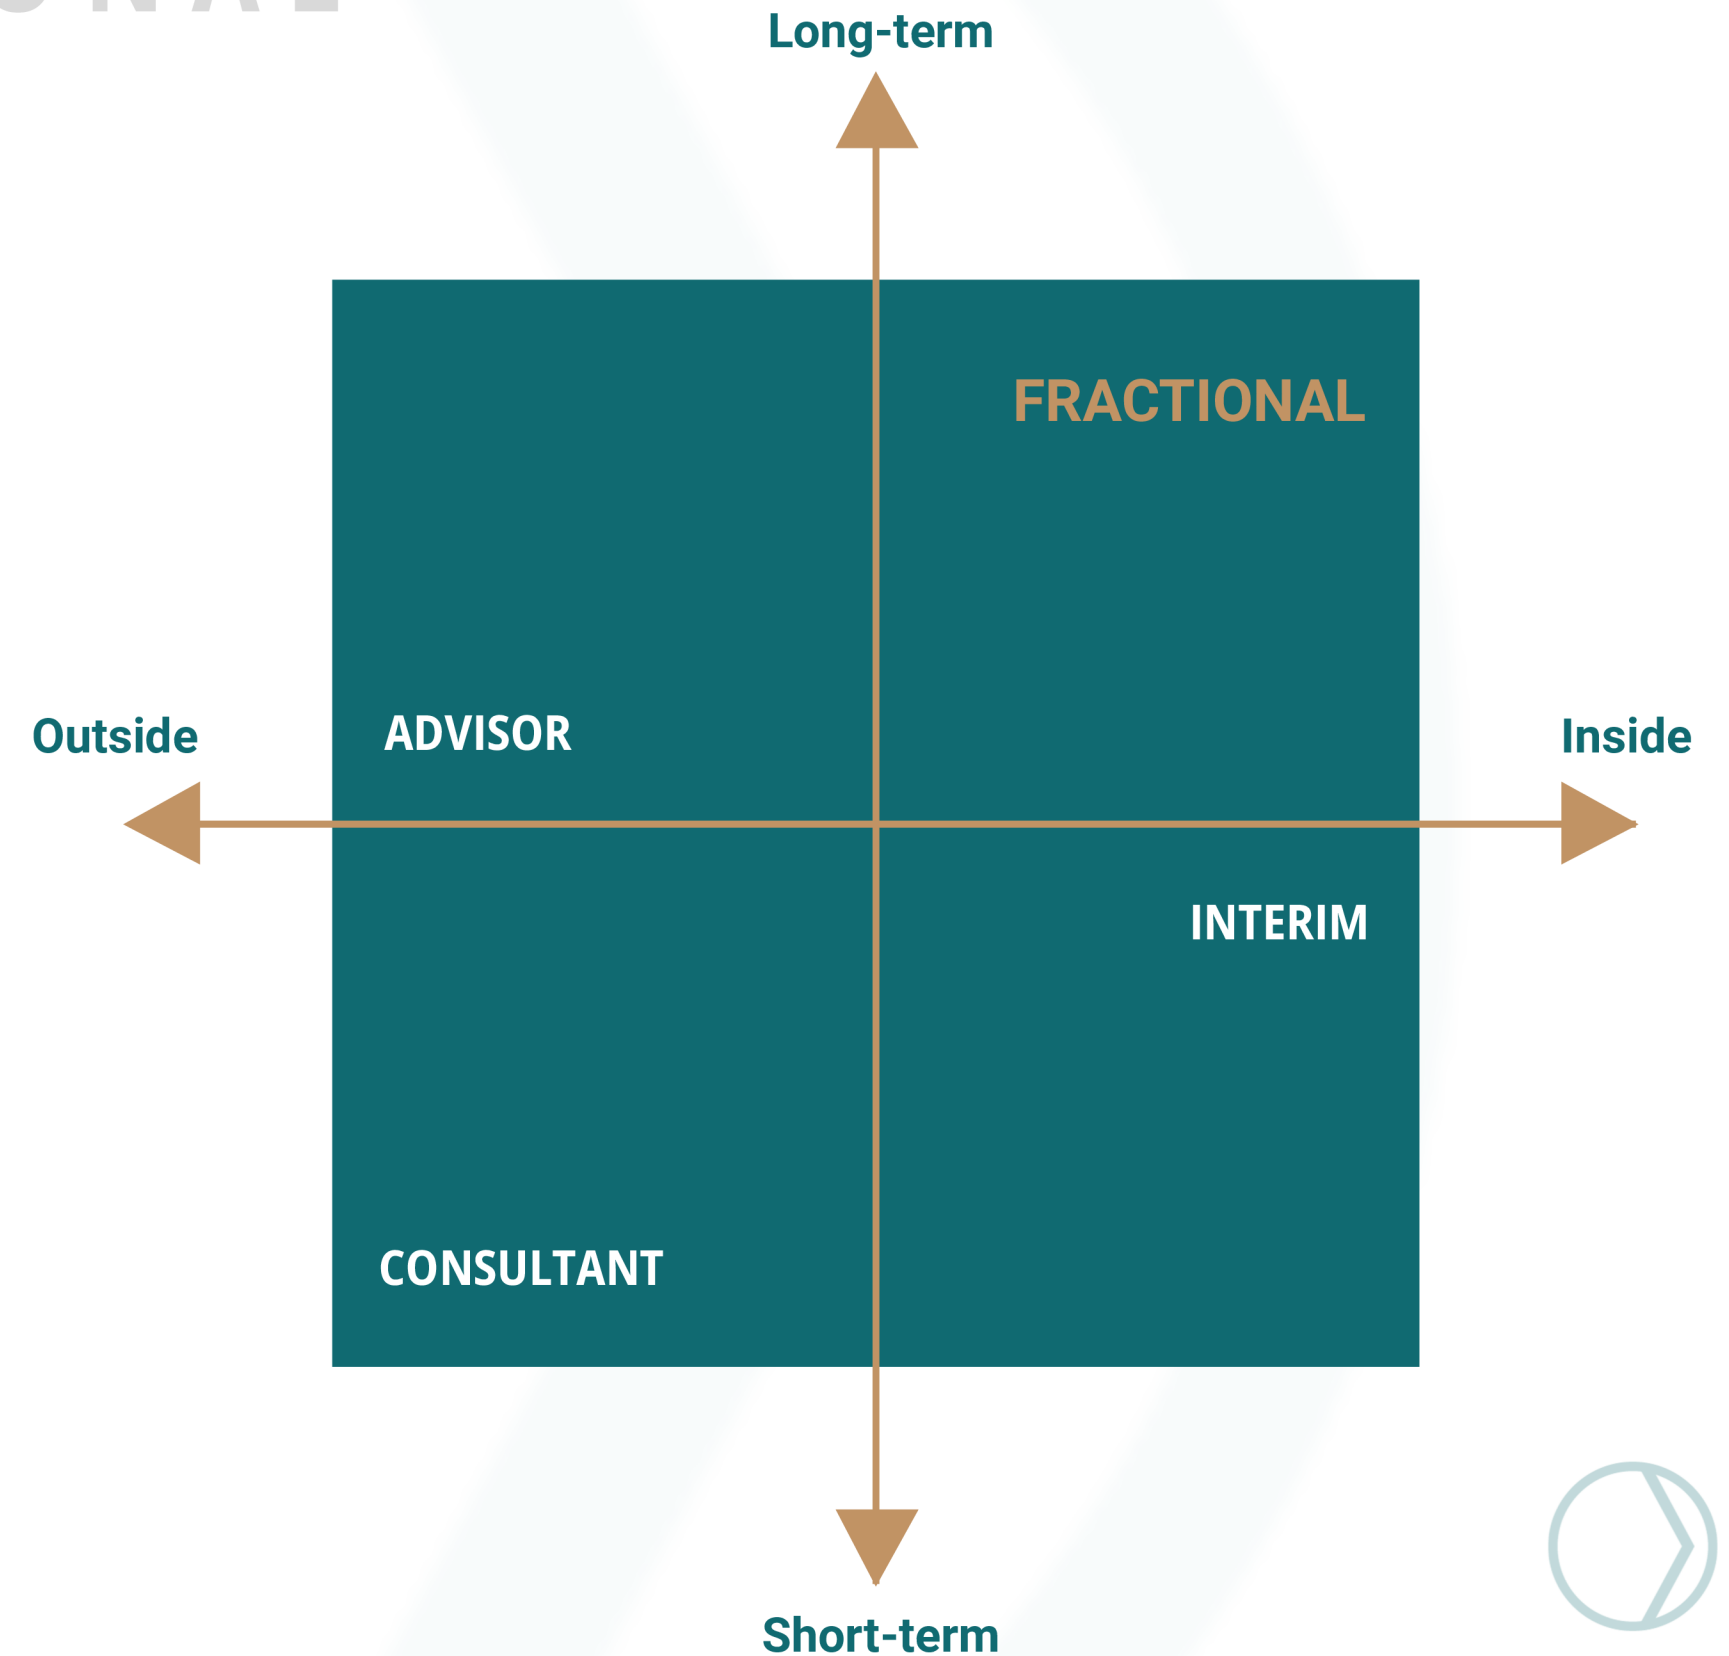 Long-term
FRACTIONAL
Outside
ADVISOR
Inside
INTERIM
CONSULTANT
Short-term